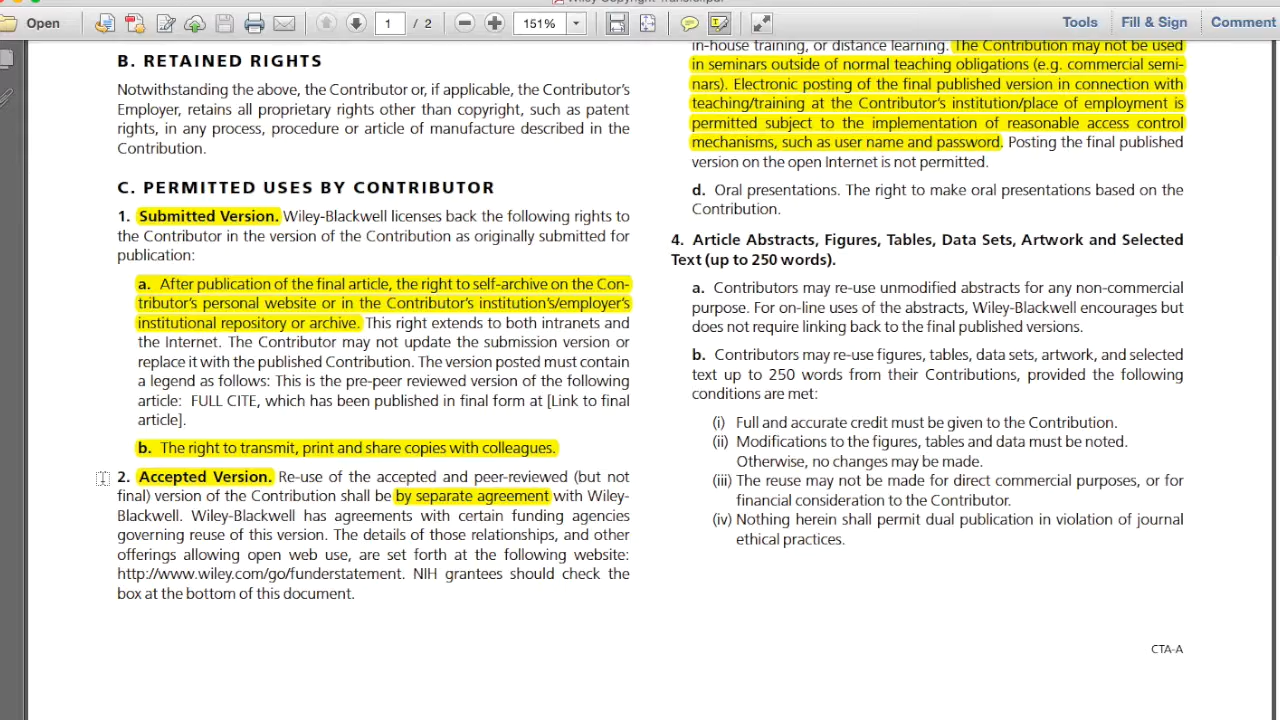 Open
1
/ 2
151%
Tools
Fill & Sign
Comment
B. RETAINED RIGHTS
Notwithstanding the above, the Contributor or, if applicable, the Contributor's
Employer, retains all proprietary rights other than copyright, such as patent
rights, in any process, procedure or article of manufacture described in the
Contribution.
C. PERMITTED USES BY CONTRIBUTOR
1. Submitted Version. Wiley-Blackwell licenses back the following rights to
the Contributor in the version of the Contribution as originally submitted for
publication:
a. After publication of the final article, the right to self-archive on the Con-
tributor's personal website or in the Contributor's institution's/employer's
institutional repository or archive. This right extends to both intranets and
the Internet. The Contributor may not update the submission version or
replace it with the published Contribution. The version posted must contain
a legend as follows: This is the pre-peer reviewed version of the following
article: FULL CITE, which has been published in final form at [Link to final
article].
b. The right to transmit, print and share copies with colleagues.
2. Accepted Version. Re-use of the accepted and peer-reviewed (but not
final) version of the Contribution shall be by separate agreement with Wiley-
Blackwell. Wiley-Blackwell has agreements with certain funding agencies
governing reuse of this version. The details of those relationships, and other
offerings allowing open web use, are set forth at the following website:
http://www.wiley.com/go/funderstatement. NIH grantees should check the
box at the bottom of this document.
in-house training, or distance learning. The Contribution may not be used
in seminars outside of normal teaching obligations (e.g. commercial semi-
nars). Electronic posting of the final published version in connection with
teaching/training at the Contributor's institution/place of employment is
permitted subject to the implementation of reasonable access control
mechanisms, such as user name and password. Posting the final published
version on the open Internet is not permitted.
d. Oral presentations. The right to make oral presentations based on the
Contribution.
4. Article Abstracts, Figures, Tables, Data Sets, Artwork and Selected
Text (up to 250 words).
a. Contributors may re-use unmodified abstracts for any non-commercial
purpose. For on-line uses of the abstracts, Wiley-Blackwell encourages but
does not require linking back to the final published versions.
b. Contributors may re-use figures, tables, data sets, artwork, and selected
text up to 250 words from their Contributions, provided the following
conditions are met:
(i) Full and accurate credit must be given to the Contribution.
(ii) Modifications to the figures, tables and data must be noted.
Otherwise, no changes may be made.
(iii) The reuse may not be made for direct commercial purposes, or for
financial consideration to the Contributor.
(iv) Nothing herein shall permit dual publication in violation of journal
ethical practices.
CTA-A